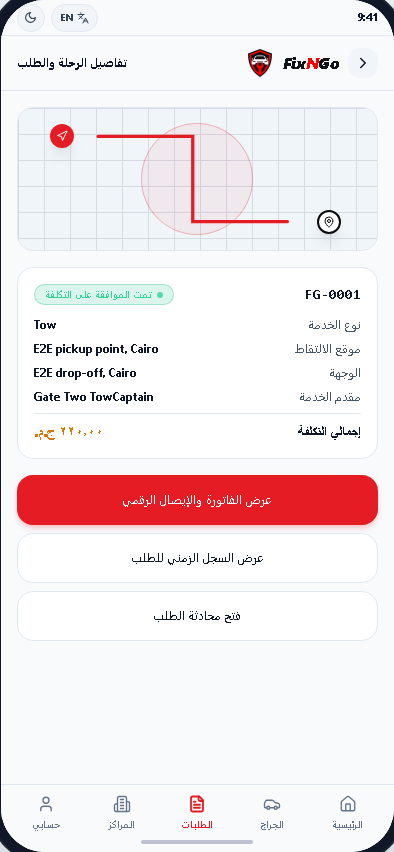 9:41
EN
FixNGo
تفاصيل الرحلة والطلب
FG-0001
تمت الموافقة على التكلفة
نوع الخدمة Tow
موقع الالتقاط E2E pickup point, Cairo
الوجهة E2E drop-off, Cairo
مقدم الخدمة Gate Two TowCaptain
إجمالي التكلفة ٢٢٠٫٠٠ ج.م.
عرض الفاتورة والإيصال الرقمي
عرض السجل الزمني للطلب
فتح محادثة الطلب
الرئيسية
الجراج
الطلبات
المراكز
حسابي